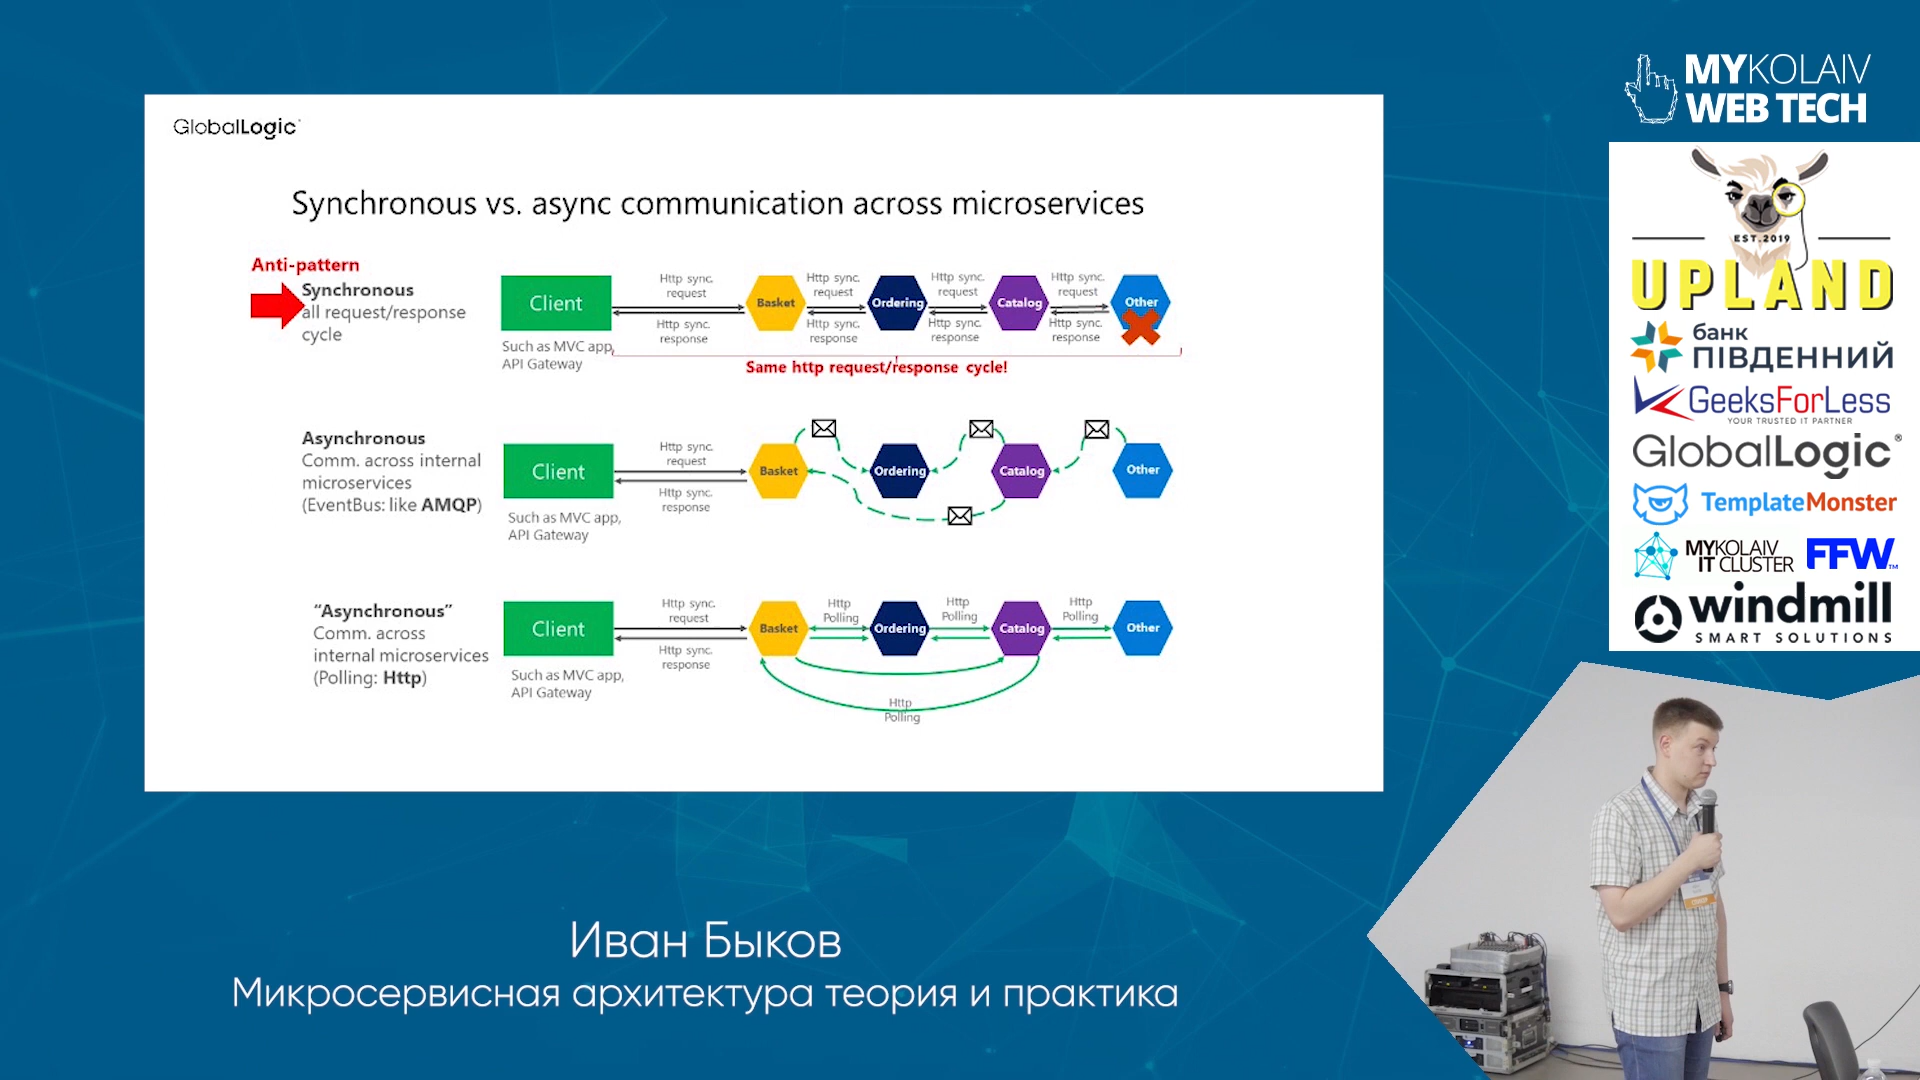 GlobalLogic
Synchronous vs. async communication across microservices
Anti-pattern
Synchronous
all request/response
cycle
Client
Such as MVC app,
API Gateway
Http sync.
request
Http sync.
response
Basket
Http sync.
request
Http sync.
response
Ordering
Http sync.
request
Http sync.
response
Catalog
Http sync.
request
Http sync.
response
Other
Same http request/response cycle!
Asynchronous
Comm. across internal
microservices
(EventBus: like AMQP)
Client
Such as MVC app,
API Gateway
Http sync.
request
Http sync.
response
Basket
Ordering
Catalog
Other
“Asynchronous”
Comm. across
internal microservices
(Polling: Http)
Client
Such as MVC app,
API Gateway
Http sync.
request
Http sync.
response
Basket
Http
Polling
Ordering
Http
Polling
Catalog
Http
Polling
Other
Http
Polling
Иван Быков
Микросервисная архитектура теория и практика
MYKOLAIV
WEB TECH
EST.2019
UPLAND
банк
ПІВДЕННИЙ
GeeksForLess
YOUR TRUSTED IT PARTNER
GlobalLogic®
TemplateMonster
MYKOLAIV
IT CLUSTER
FFW™
windmill
SMART SOLUTIONS